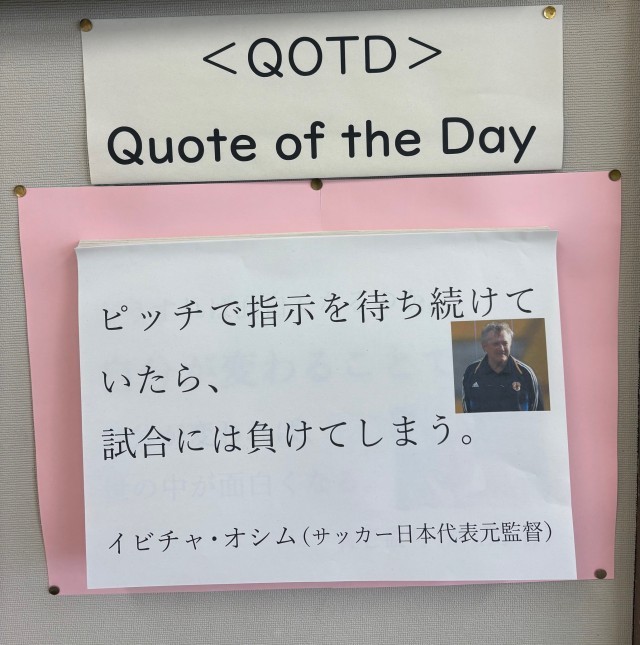 ＜QOTD＞
Quote of the Day
ピッチで指示を待ち続けて
いたら、
試合には負けてしまう。
イビチャ・オシム（サッカー日本代表元監督）